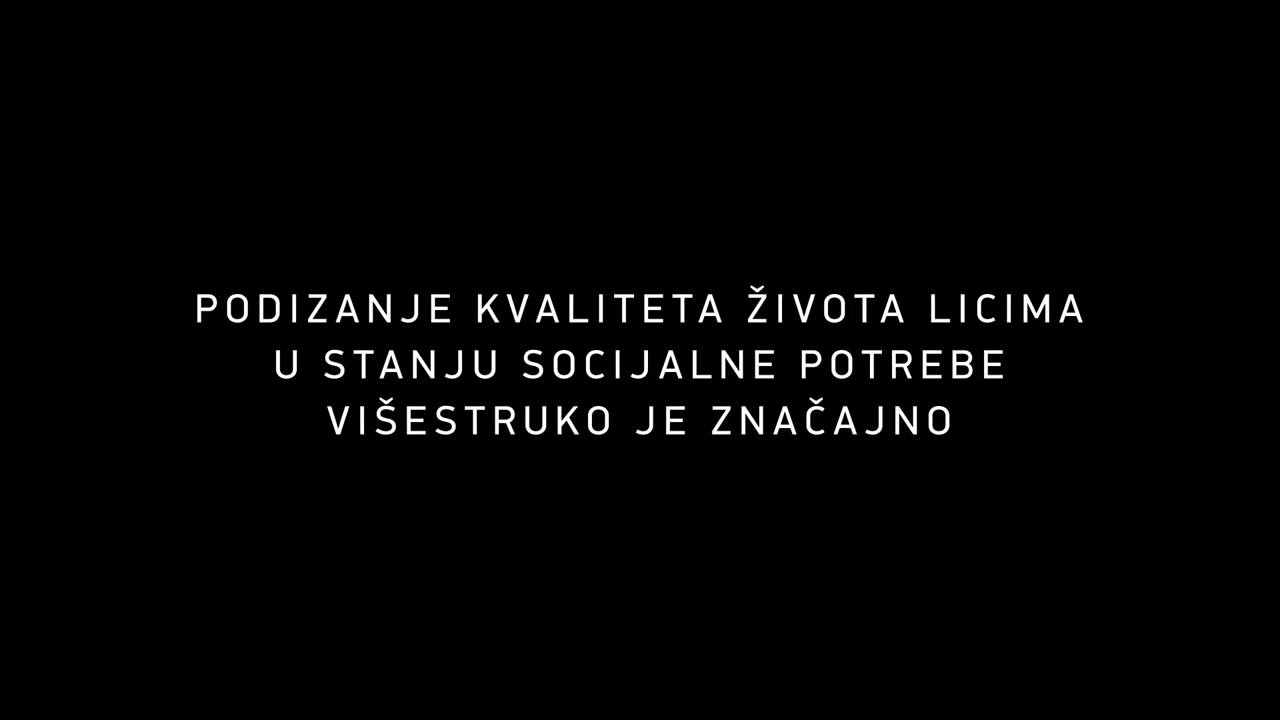 PODIZANJE KVALITETA ŽIVOTA LICIMA
U STANJU SOCIJALNE POTREBE
VIŠESTRUKO JE ZNAČAJNO